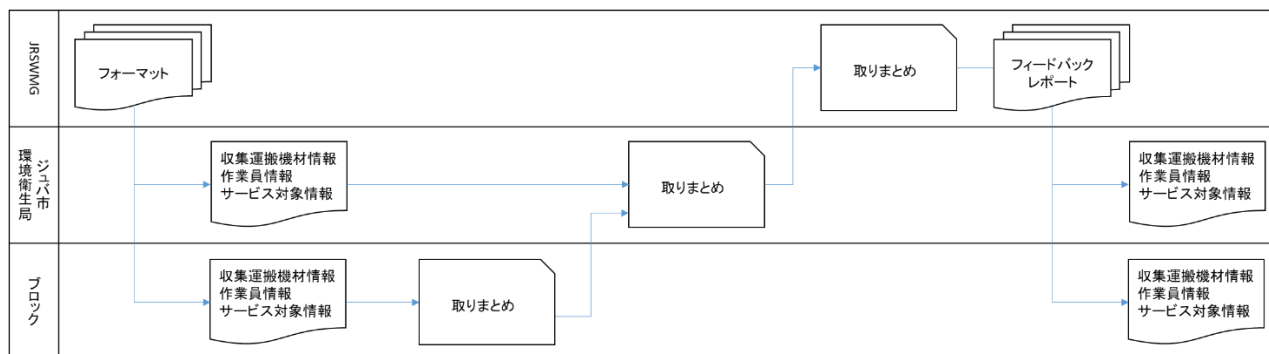 JRSWMG
フォーマット
取りまとめ
フィードバック
レポート
ジュバ市
環境衛生局
収集運搬機材情報
作業員情報
サービス対象情報
取りまとめ
収集運搬機材情報
作業員情報
サービス対象情報
ブロック
収集運搬機材情報
作業員情報
サービス対象情報
取りまとめ
収集運搬機材情報
作業員情報
サービス対象情報